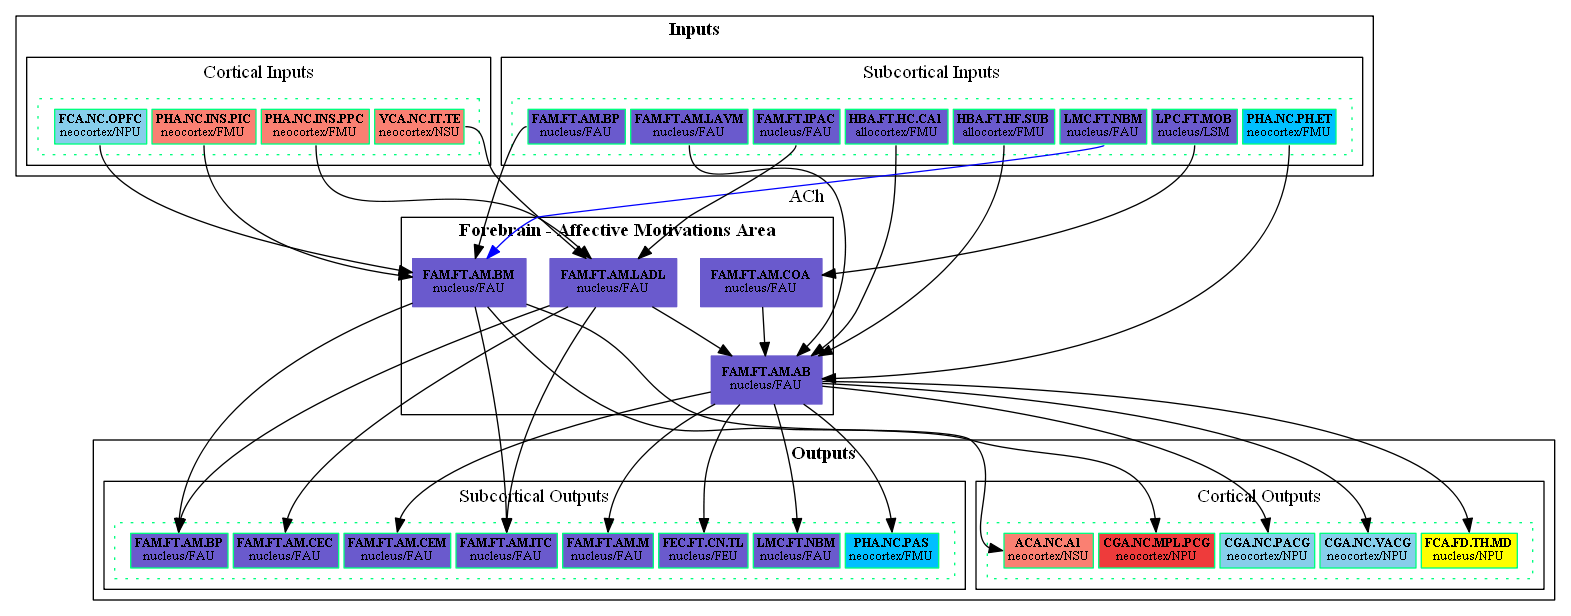 Inputs
Cortical Inputs
Subcortical Inputs
FCA.NC.OPFC
neocortex/NPU
PHA.NC.INS.PIC
neocortex/FMU
PHA.NC.INS.PPC
neocortex/FMU
VCA.NC.IT.TE
neocortex/NSU
FAM.FT.AM.BP
nucleus/FAU
FAM.FT.AM.LAVM
nucleus/FAU
FAM.FT.IPAC
nucleus/FAU
HBA.FT.HC.CA1
allocortex/FMU
HBA.FT.HF.SUB
allocortex/FMU
LMC.FT.NBM
nucleus/FAU
LPC.FT.MOB
nucleus/LSM
PHA.NC.PH.ET
neocortex/FMU
ACh
Forebrain - Affective Motivations Area
FAM.FT.AM.BM
nucleus/FAU
FAM.FT.AM.LADL
nucleus/FAU
FAM.FT.AM.COA
nucleus/FAU
FAM.FT.AM.AB
nucleus/FAU
Outputs
Subcortical Outputs
Cortical Outputs
FAM.FT.AM.BP
nucleus/FAU
FAM.FT.AM.CEC
nucleus/FAU
FAM.FT.AM.CEM
nucleus/FAU
FAM.FT.AM.ITC
nucleus/FAU
FAM.FT.AM.M
nucleus/FAU
FEC.FT.CN.TL
nucleus/FEU
LMC.FT.NBM
nucleus/FAU
PHA.NC.PAS
neocortex/FMU
ACA.NC.A1
neocortex/NSU
CGA.NC.MPL.PCG
neocortex/NPU
CGA.NC.PACG
neocortex/NPU
CGA.NC.VACG
neocortex/NPU
FCA.FD.TH.MD
nucleus/NPU